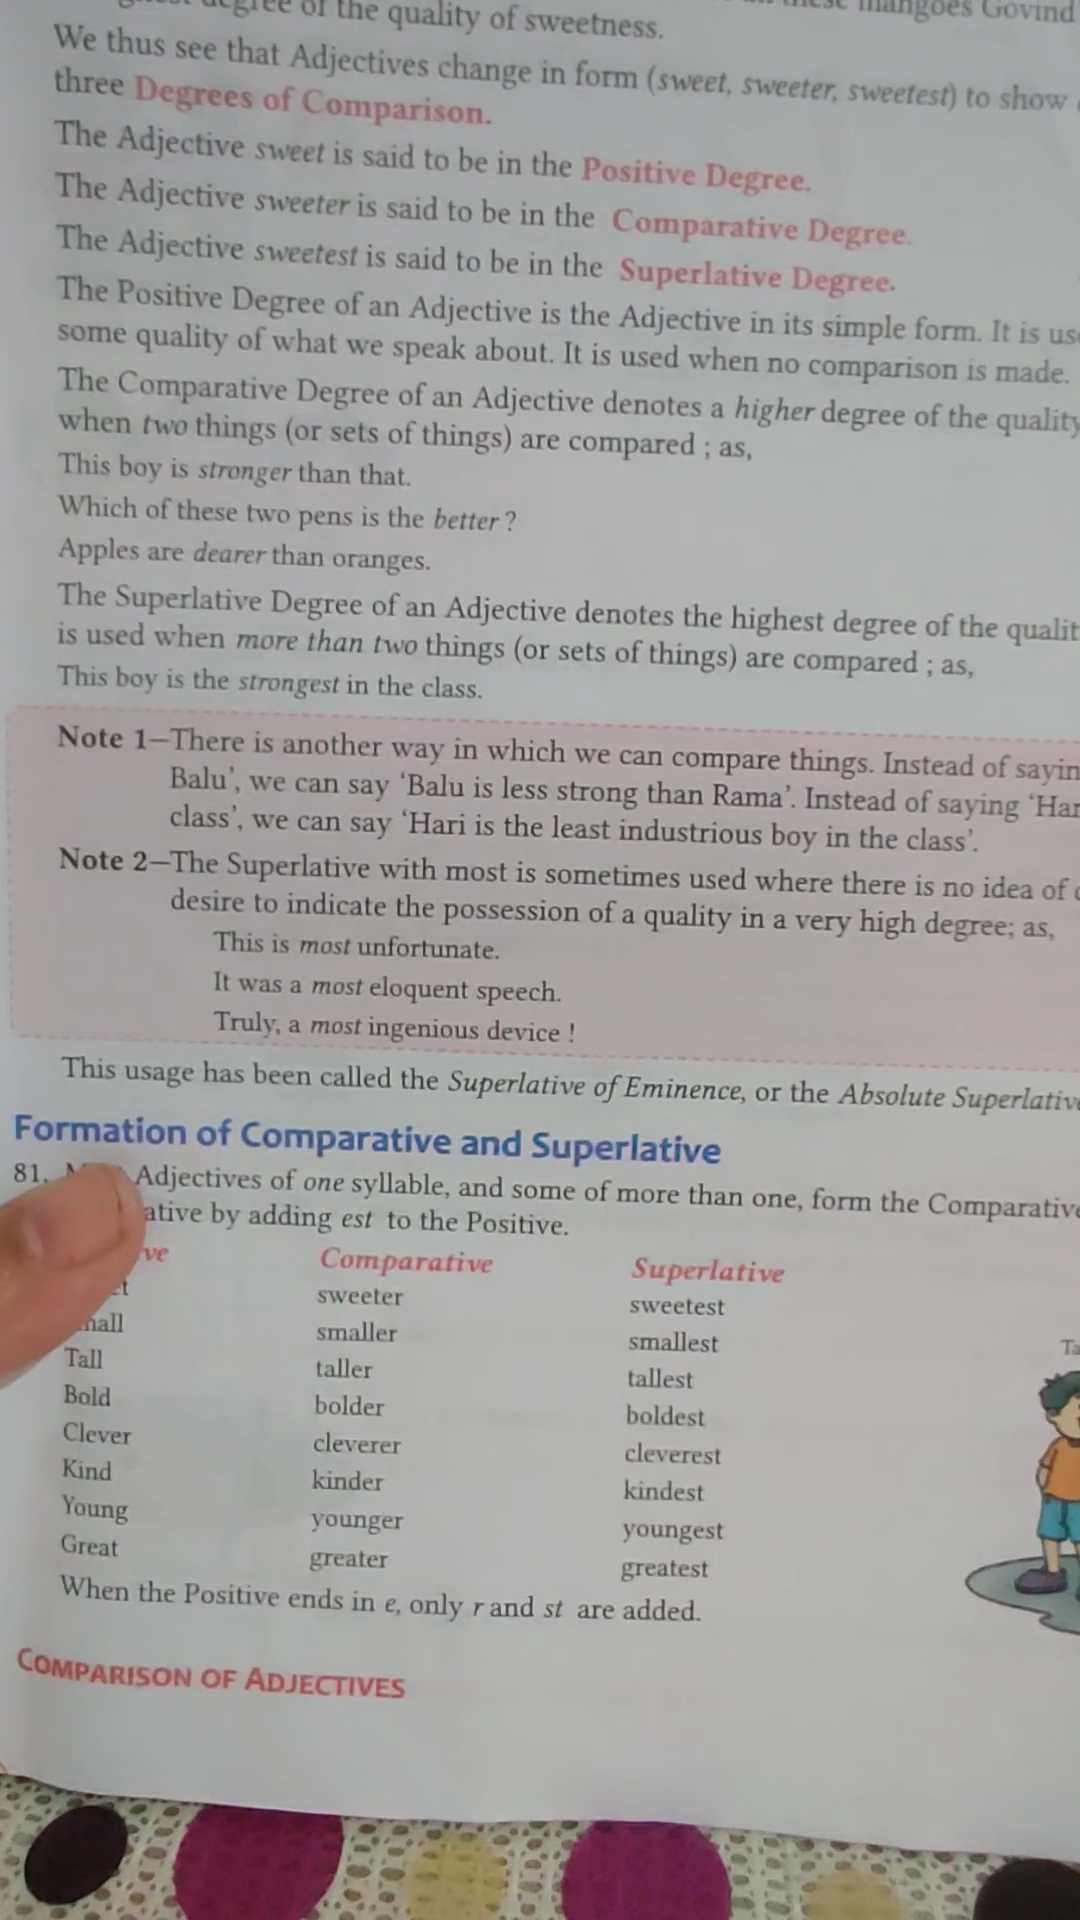 degree of the quality of sweetness.
these mangoes Govind
We thus see that Adjectives change in form (sweet, sweeter, sweetest) to show
three Degrees of Comparison.
The Adjective sweet is said to be in the Positive Degree.
The Adjective sweeter is said to be in the Comparative Degree.
The Adjective sweetest is said to be in the Superlative Degree.
The Positive Degree of an Adjective is the Adjective in its simple form. It is
some quality of what we speak about. It is used when no comparison is made.
The Comparative Degree of an Adjective denotes a higher degree of the quality
when two things (or sets of things) are compared ; as,
This boy is stronger than that.
Which of these two pens is the better ?
Apples are dearer than oranges.
The Superlative Degree of an Adjective denotes the highest degree of the
is used when more than two things (or sets of things) are compared ; as,
This boy is the strongest in the class.
Note 1—There is another way in which we can compare things. Instead of
Balu’, we can say ‘Balu is less strong than Rama’. Instead of saying
class’, we can say ‘Hari is the least industrious boy in the class’.
Note 2—The Superlative with most is sometimes used where there is no idea of
desire to indicate the possession of a quality in a very high degree; as,
This is most unfortunate.
It was a most eloquent speech.
Truly, a most ingenious device !
This usage has been called the Superlative of Eminence, or the Absolute
Formation of Comparative and Superlative
81. Adjectives of one syllable, and some of more than one, form the
by adding est to the Positive.
Comparative Superlative
sweeter sweetest
smaller smallest
Tall taller tallest
Bold bolder boldest
Clever cleverer cleverest
Kind kinder kindest
Young younger youngest
Great greater greatest
When the Positive ends in e, only r and st are added.
COMPARISON OF ADJECTIVES